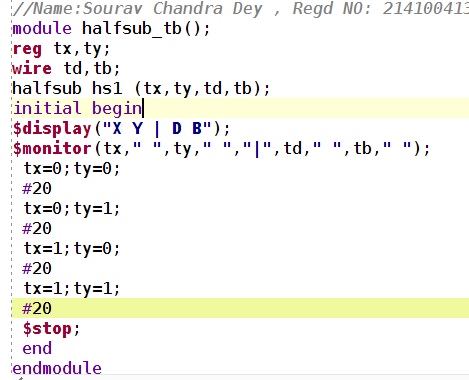 //Name:Sourav Chandra Dey , Regd NO: 214100413
module halfsub_tb();
reg tx,ty;
wire td,tb;
halfsub hs1 (tx,ty,td,tb);
initial begin
$display("X Y | D B");
$monitor(tx," ",ty," ","|",td," ",tb," ");
tx=0;ty=0;
#20
tx=0;ty=1;
#20
tx=1;ty=0;
#20
tx=1;ty=1;
#20
$stop;
end
endmodule